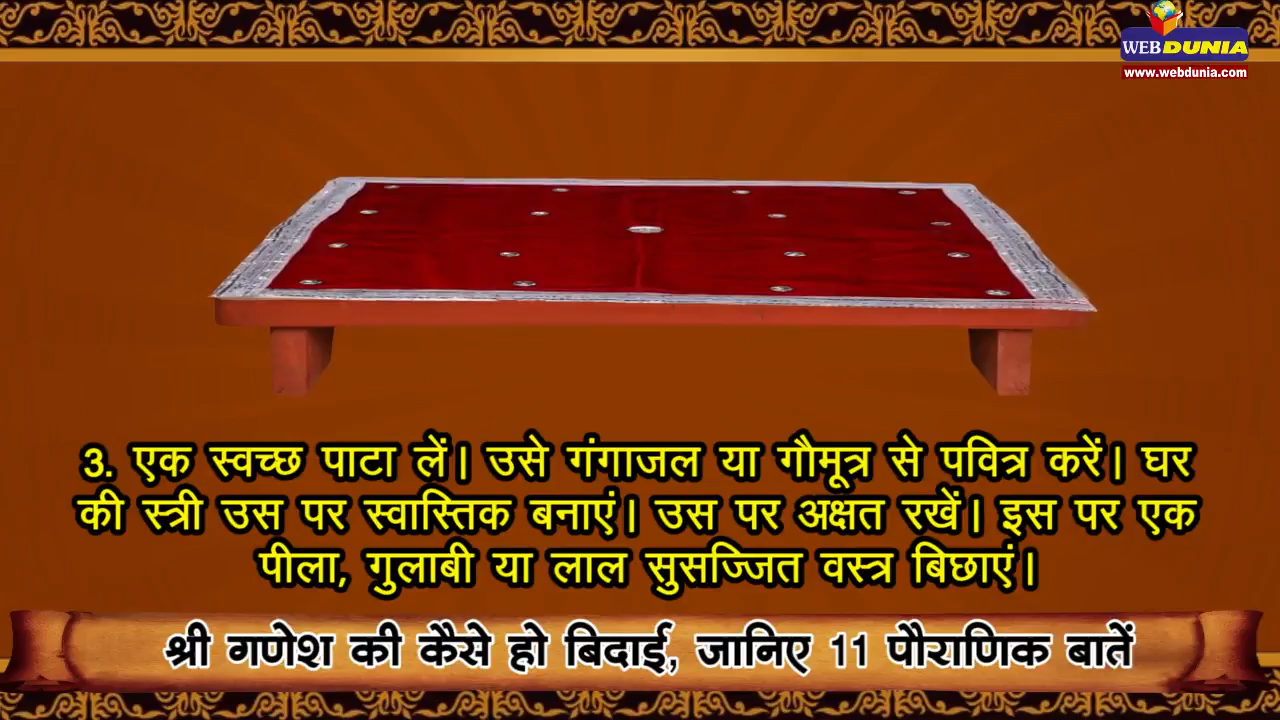 WEBDUNIA
www.webdunia.com
3. एक स्वच्छ पाटा लें। उसे गंगाजल या गौमूत्र से पवित्र करें। घर
की स्त्री उस पर स्वास्तिक बनाएं। उस पर अक्षत रखें। इस पर एक
पीला, गुलाबी या लाल सुसज्जित वस्त्र बिछाएं।
श्री गणेश की कैसे हो बिदाई, जानिए 11 पौराणिक बातें